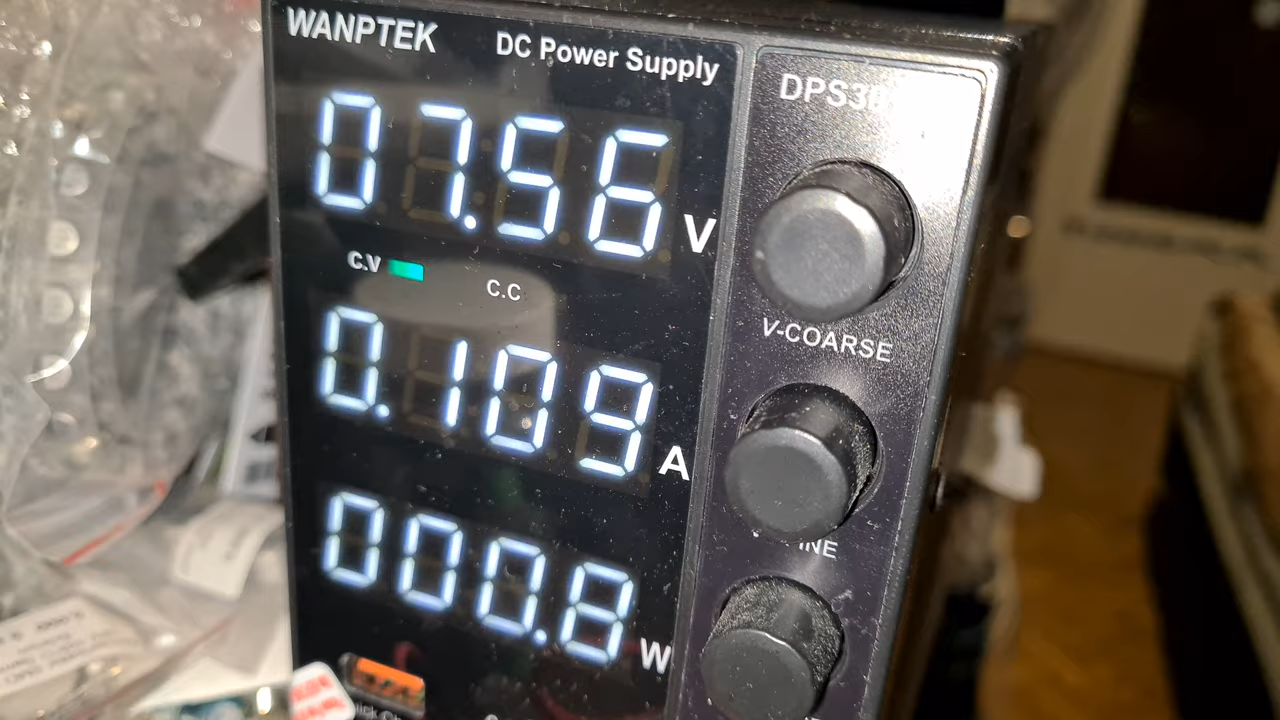 WANPTEK
DC Power Supply
DPS3
07.56 V
C.V
C.C
0.109 A
000.8 W
V-COARSE